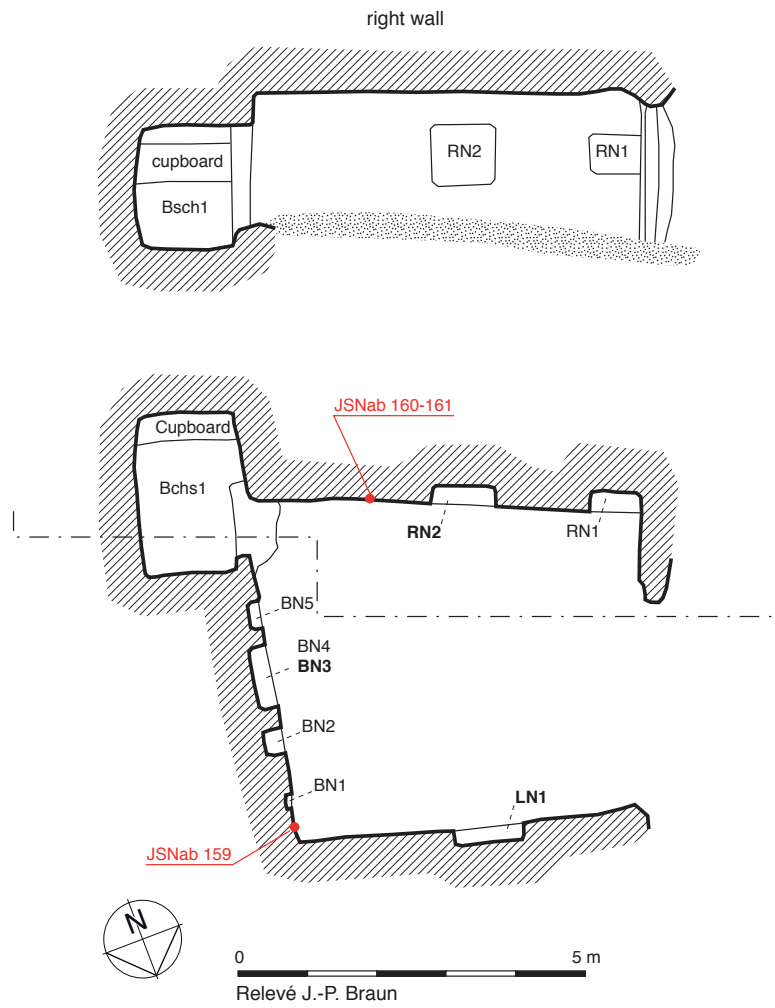 right wall
RN2
RN1
cupboard
Bsch1
JSNab 160-161
Cupboard
Bchs1
RN2
RN1
BN5
BN4
BN3
BN2
BN1
LN1
JSNab 159
N
0
5 m
Relevé J.-P. Braun